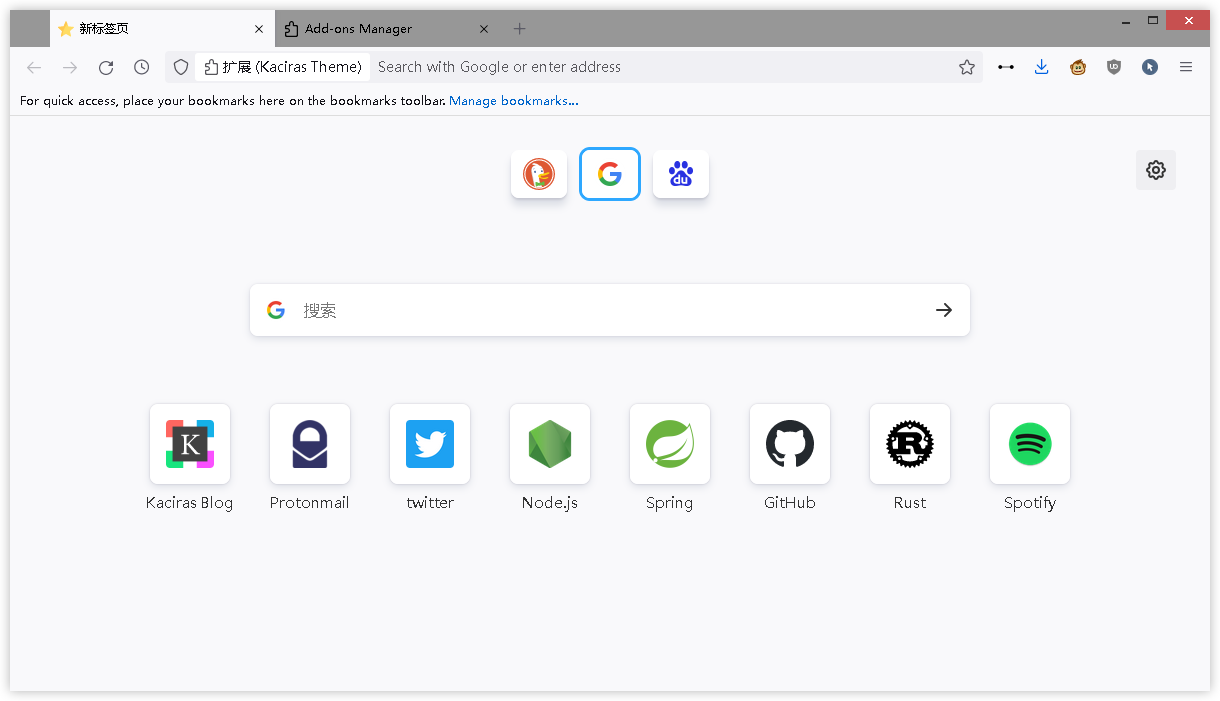 新标签页
Add-ons Manager
扩展 (Kaciras Theme)
Search with Google or enter address
UD
For quick access, place your bookmarks here on the bookmarks toolbar. Manage bookmarks...
du
搜索
K
R
Kaciras Blog
Protonmail
twitter
Node.js
Spring
GitHub
Rust
Spotify